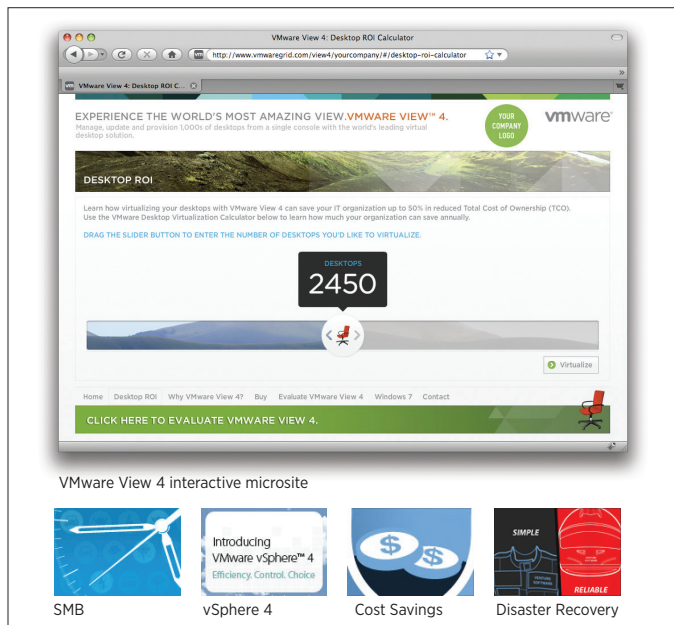 VMware View 4: Desktop ROI Calculator
vm http://www.vmwaregrid.com/view4/yourcompany/#/desktop-roi-calculator
vm VMware View 4: Desktop ROI C...
EXPERIENCE THE WORLD'S MOST AMAZING VIEW.VMWARE VIEW™ 4.
Manage, update and provision 1,000s of desktops from a single console with the world's leading virtual
desktop solution.
YOUR
COMPANY
LOGO
vmware®
DESKTOP ROI
Learn how virtualizing your desktops with VMware View 4 can save your IT organization up to 50% in reduced Total Cost of Ownership (TCO).
Use the VMware Desktop Virtualization Calculator below to learn how much your organization can save annually.
DRAG THE SLIDER BUTTON TO ENTER THE NUMBER OF DESKTOPS YOU'D LIKE TO VIRTUALIZE.
DESKTOPS
2450
Virtualize
Home Desktop ROI Why VMware View 4? Buy Evaluate VMware View 4 Windows 7 Contact
CLICK HERE TO EVALUATE VMWARE VIEW 4.
VMware View 4 interactive microsite
Introducing
VMware vSphere™ 4
Efficiency. Control. Choice
$ $
SIMPLE
VENTURE
SOFTWARE
RELIABLE
SMB vSphere 4 Cost Savings Disaster Recovery